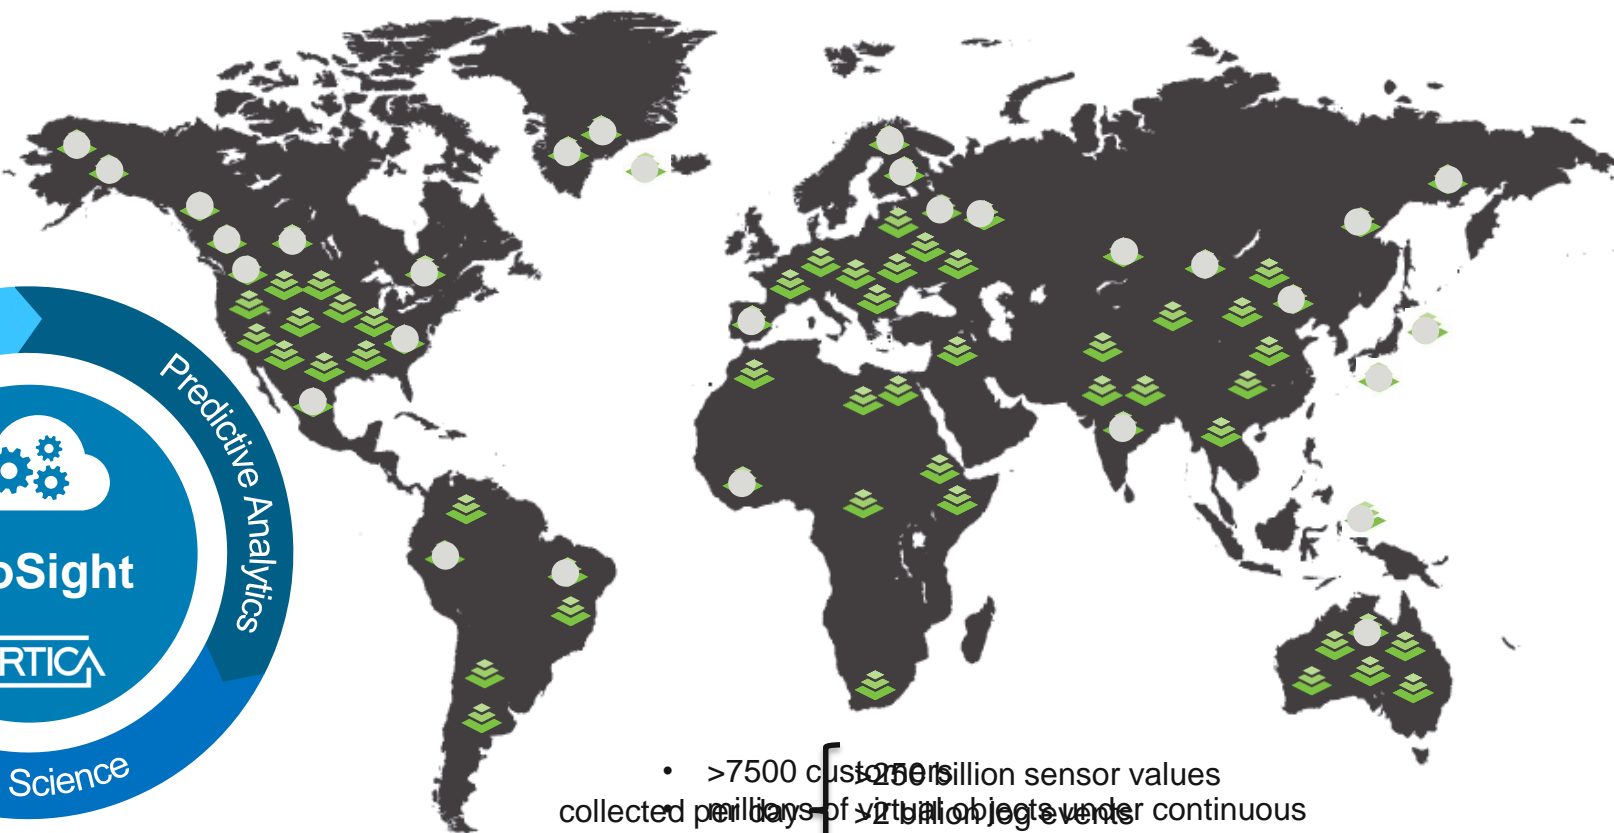 Predictive Analytics
oSight
RTICA
Science
• >7500 customers
>250 billion sensor values
collected per day
• millions of virtual objects under continuous
>2 billion log events